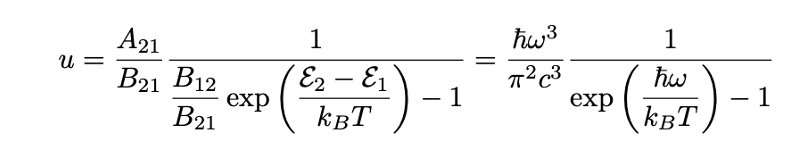 u = \frac{A_{21}}{B_{21}} \frac{1}{\frac{B_{12}}{B_{21}} \exp\left(\frac{\mathcal{E}_2 - \mathcal{E}_1}{k_B T}\right) - 1} = \frac{\hbar\omega^3}{\pi^2 c^3} \frac{1}{\exp\left(\frac{\hbar\omega}{k_B T}\right) - 1}